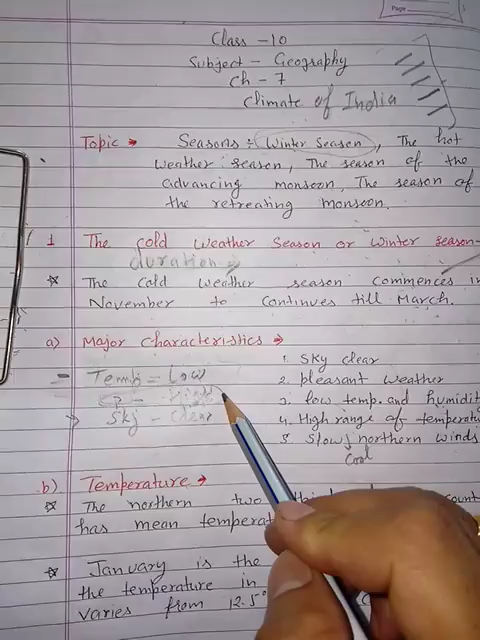 Page
Class - 10
Subject - Geography
Ch - 7
Climate of India
Topic → Seasons :- Winter Season, The hot
weather season, The season of the
advancing monsoon, The season of
the retreating monsoon.
1 The cold weather season or winter season-
duration →
* The cold weather season commences in
November to continues till March.
a) Major Characteristics →
- Temp = Low
Sky - clear
1. Sky clear
2. pleasant weather
3. low temp. and humidit
4. High range of temperatu
5 Slow northern winds
Cool
b) Temperature →
* The northern two
has mean temperat
* January is the
the temperature in
varies from 12.5°